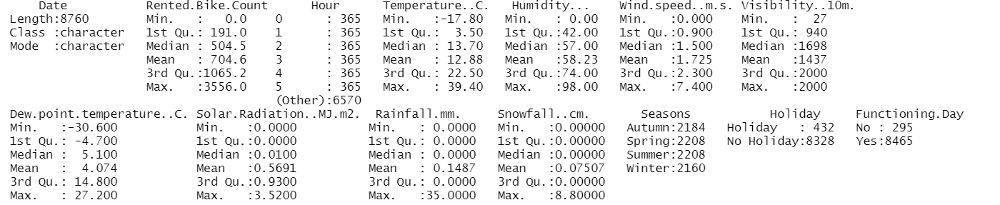 Date           Rented.Bike.Count      Hour      Temperature..C.   Humidity...    Wind.speed..m.s. Visibility..10m.
 Length:8760        Min.   :   0.0    0      : 365   Min.   :-17.80   Min.   : 0.00   Min.   :0.000    Min.   :  27
 Class :character   1st Qu.: 191.0    1      : 365   1st Qu.:  3.50   1st Qu.:42.00   1st Qu.:0.900    1st Qu.: 940
 Mode  :character   Median : 504.5    2      : 365   Median : 13.70   Median :57.00   Median :1.500    Median :1698
                    Mean   : 704.6    3      : 365   Mean   : 12.88   Mean   :58.23   Mean   :1.725    Mean   :1437
                    3rd Qu.:1065.2    4      : 365   3rd Qu.: 22.50   3rd Qu.:74.00   3rd Qu.:2.300    3rd Qu.:2000
                    Max.   :3556.0    5      : 365   Max.   : 39.40   Max.   :98.00   Max.   :7.400    Max.   :2000
                                      (Other):6570
 Dew.point.temperature..C. Solar.Radiation..MJ.m2.  Rainfall.mm.     Snowfall..cm.       Seasons           Holiday     Functioning.Day
 Min.   :-30.600           Min.   :0.0000          Min.   : 0.0000   Min.   :0.00000   Autumn:2184   Holiday   : 432   No : 295
 1st Qu.: -4.700           1st Qu.:0.0000          1st Qu.: 0.0000   1st Qu.:0.00000   Spring:2208   No Holiday:8328   Yes:8465
 Median :  5.100           Median :0.0100          Median : 0.0000   Median :0.00000   Summer:2208
 Mean   :  4.074           Mean   :0.5691          Mean   : 0.1487   Mean   :0.07507   Winter:2160
 3rd Qu.: 14.800           3rd Qu.:0.9300          3rd Qu.: 0.0000   3rd Qu.:0.00000
 Max.   : 27.200           Max.   :3.5200          Max.   :35.0000   Max.   :8.80000